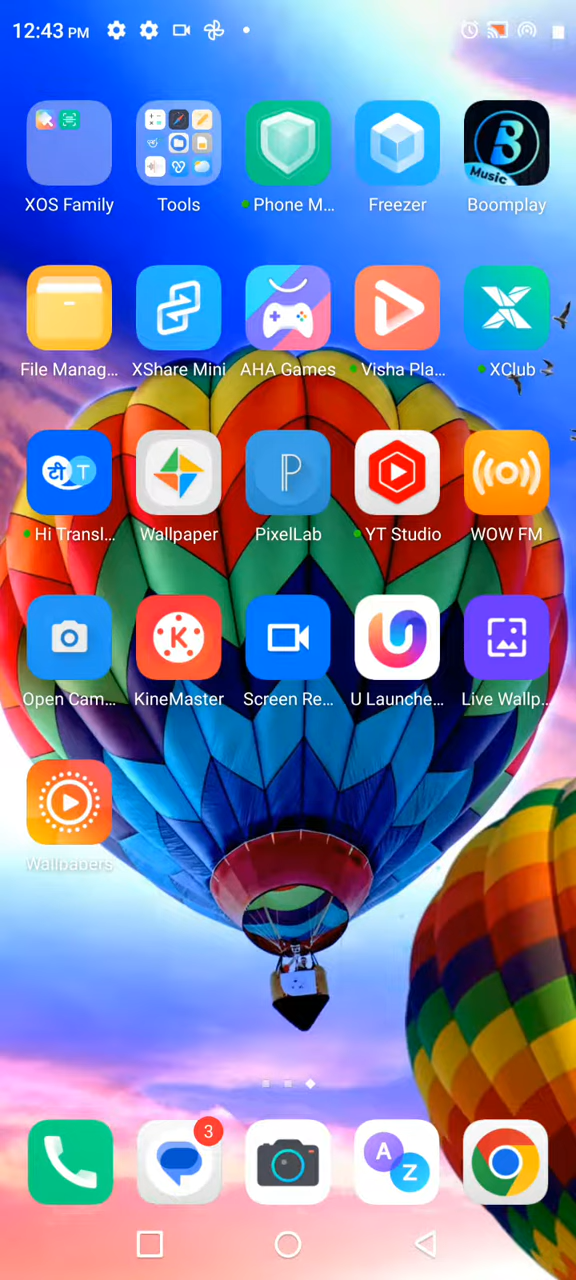 12:43 PM
XOS Family
Tools
Phone M...
Freezer
Music
Boomplay
File Manag...
XShare Mini
AHA Games
Visha Pla...
XClub
टी T
Hi Transl...
Wallpaper
PixelLab
YT Studio
WOW FM
K
Open Cam...
KineMaster
Screen Re...
U Launche...
Live Wallp...
Wallpapers
3
A
Z